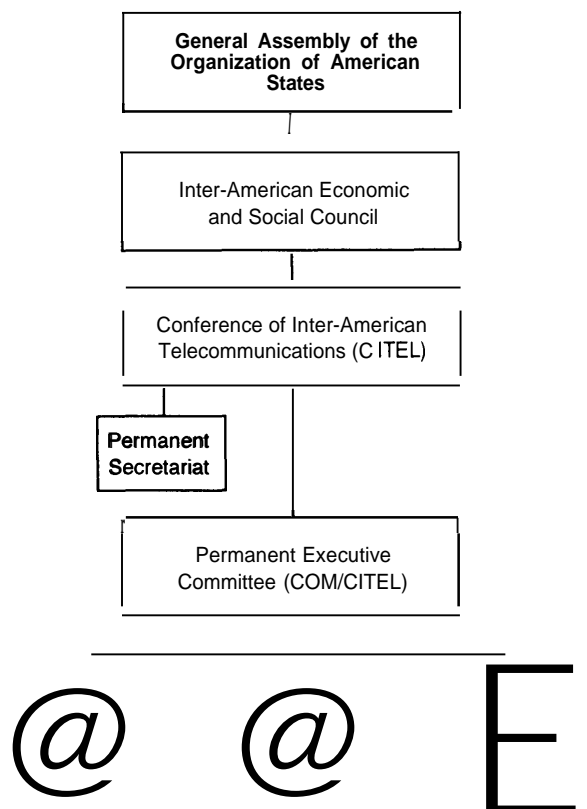 General Assembly of the
Organization of American
States
Inter-American Economic
and Social Council
Conference of Inter-American
Telecommunications (CITEL)
Permanent
Secretariat
Permanent Executive
Committee (COM/CITEL)
@ @ E